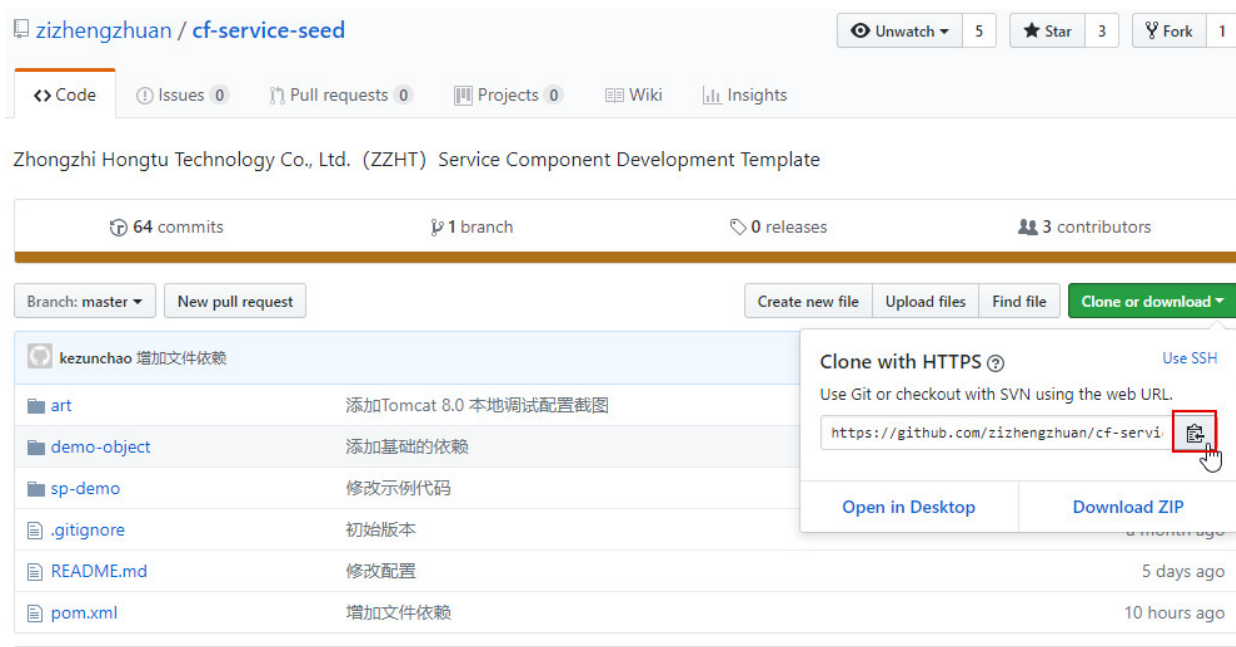 zizhengzhuan / cf-service-seed
Unwatch 5 Star 3 Fork 1
Code Issues 0 Pull requests 0 Projects 0 Wiki Insights
Zhongzhi Hongtu Technology Co., Ltd.（ZZHT）Service Component Development Template
64 commits 1 branch 0 releases 3 contributors
Branch: master New pull request Create new file Upload files Find file Clone or download
kezunchao 增加文件依赖
Clone with HTTPS Use SSH
Use Git or checkout with SVN using the web URL.
https://github.com/zizhengzhuan/cf-servi
Open in Desktop Download ZIP
art 添加Tomcat 8.0 本地调试配置截图
demo-object 添加基础的依赖
sp-demo 修改示例代码
.gitignore 初始版本 a month ago
README.md 修改配置 5 days ago
pom.xml 增加文件依赖 10 hours ago